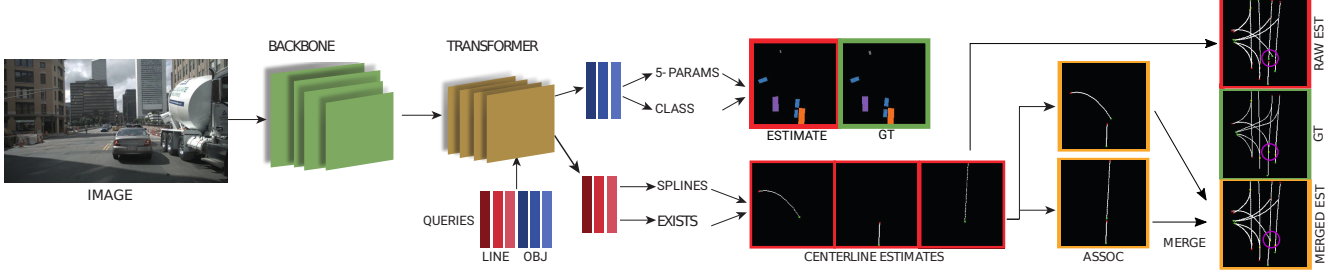 IMAGE
BACKBONE
TRANSFORMER
QUERIES
LINE OBJ
5- PARAMS
CLASS
SPLINES
EXISTS
ESTIMATE GT
CENTERLINE ESTIMATES
ASSOC
MERGE
RAW EST
GT
MERGED EST